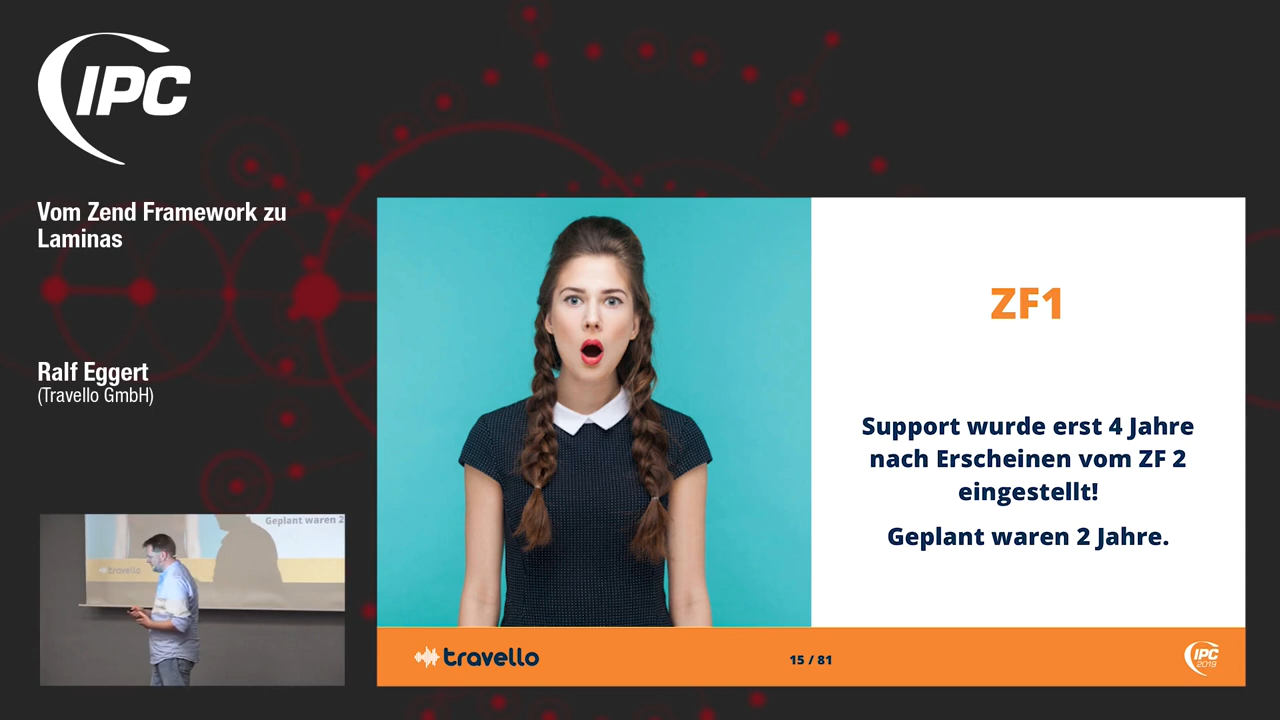 IPC
Vom Zend Framework zu
Laminas
Ralf Eggert
(Travello GmbH)
Geplant waren 2
travello
ZF1
Support wurde erst 4 Jahre
nach Erscheinen vom ZF 2
eingestellt!
Geplant waren 2 Jahre.
travello
15 / 81
IPC
2019